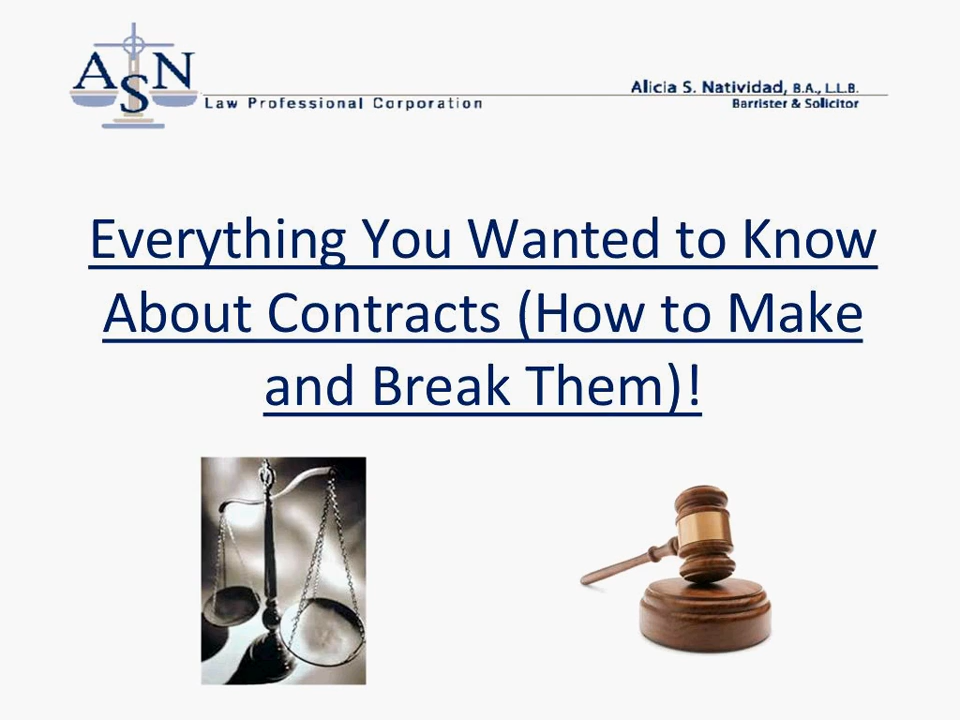 ASN
Law Professional Corporation
Alicia S. Natividad, B.A., L.L.B.
Barrister & Solicitor
Everything You Wanted to Know
About Contracts (How to Make
and Break Them)!